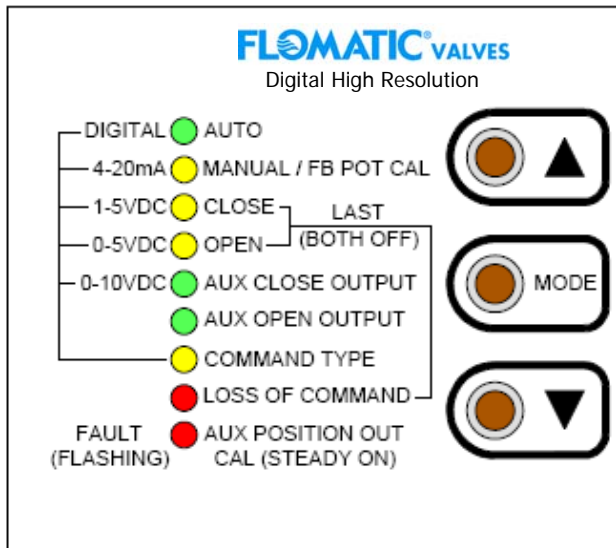 FLOMATIC® VALVES
Digital High Resolution
DIGITAL AUTO
4-20mA MANUAL / FB POT CAL
1-5VDC CLOSE
LAST
0-5VDC OPEN (BOTH OFF)
0-10VDC AUX CLOSE OUTPUT
MODE
AUX OPEN OUTPUT
COMMAND TYPE
LOSS OF COMMAND
FAULT AUX POSITION OUT
(FLASHING) CAL (STEADY ON)